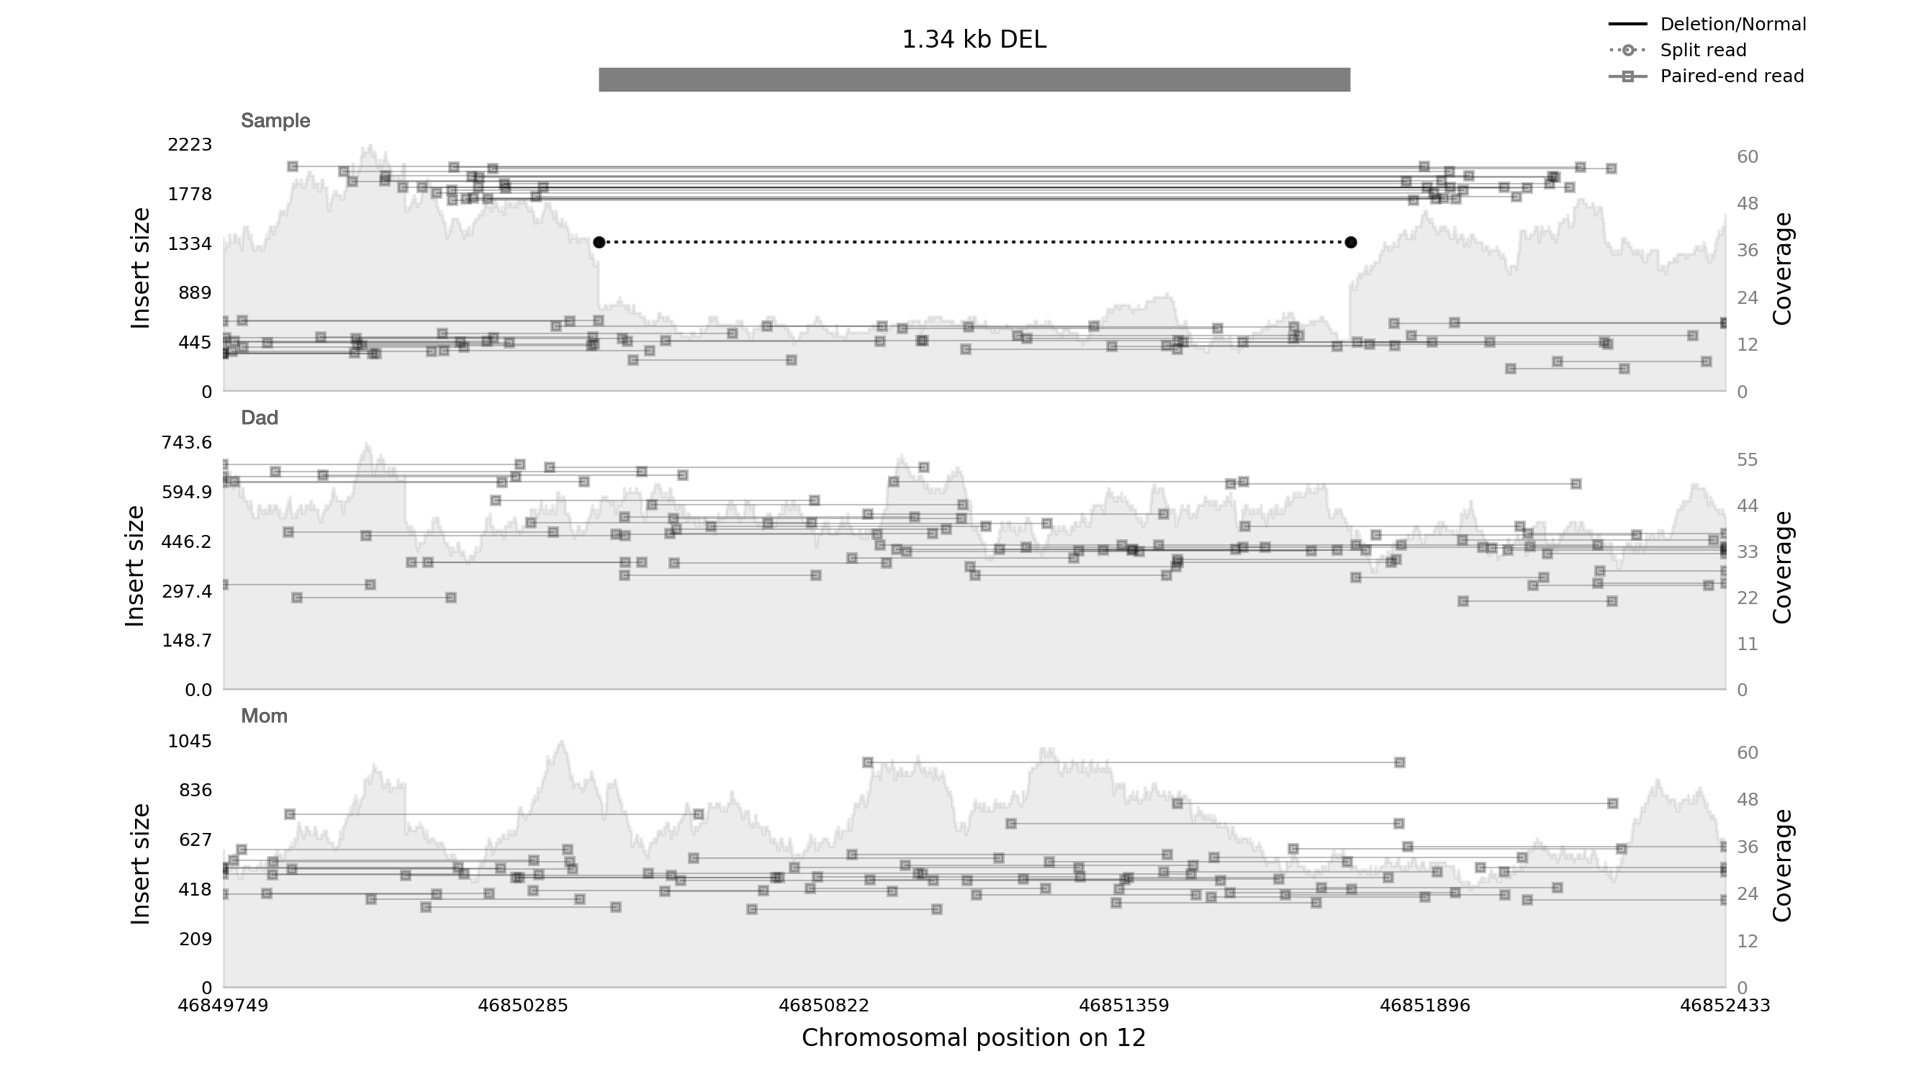 Deletion/Normal
1.34 kb DEL
Split read
Paired-end read
Sample
2223
1778
1334
889
445
0
Insert size
60
48
36
24
12
0
Coverage
Dad
743.6
594.9
446.2
297.4
148.7
0.0
Insert size
55
44
33
22
11
0
Coverage
Mom
1045
836
627
418
209
0
Insert size
60
48
36
24
12
0
Coverage
46849749 46850285 46850822 46851359 46851896 46852433
Chromosomal position on 12